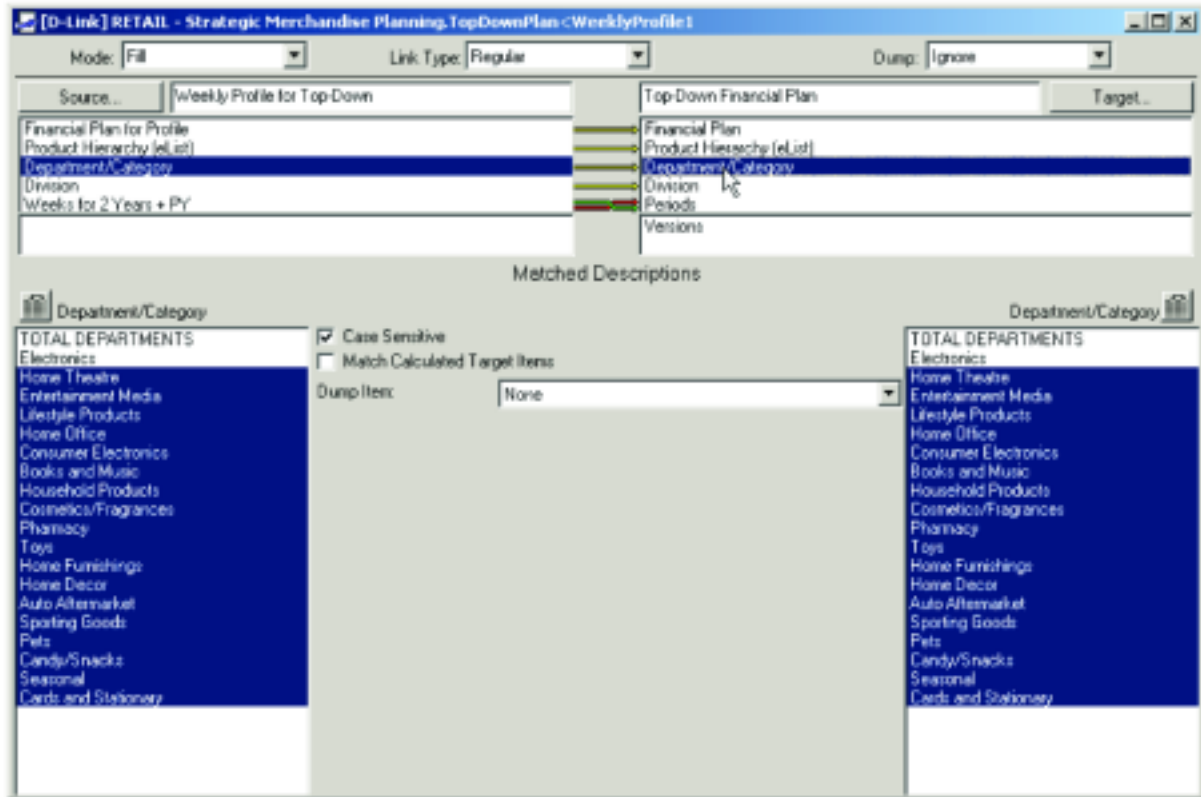 [D-Link] RETAIL - Strategic Merchandise Planning.TopDownPlan<WeeklyProfile1
Mode: Fill Link Type: Regular Dump: Ignore
Source... Weekly Profile for Top-Down Top-Down Financial Plan Target...
Financial Plan for Profile Financial Plan
Product Hierarchy (eList) Product Hierarchy (eList)
Department/Category Department/Category
Division Division
Weeks for 2 Years + PY Periods
Versions
Matched Descriptions
Department/Category Department/Category
TOTAL DEPARTMENTS Case Sensitive TOTAL DEPARTMENTS
Electronics Match Calculated Target Items Electronics
Home Theatre Home Theatre
Entertainment Media Dump Item: None Entertainment Media
Lifestyle Products Lifestyle Products
Home Office Home Office
Consumer Electronics Consumer Electronics
Books and Music Books and Music
Household Products Household Products
Cosmetics/Fragrances Cosmetics/Fragrances
Pharmacy Pharmacy
Toys Toys
Home Furnishings Home Furnishings
Home Decor Home Decor
Auto Aftermarket Auto Aftermarket
Sporting Goods Sporting Goods
Pets Pets
Candy/Snacks Candy/Snacks
Seasonal Seasonal
Cards and Stationary Cards and Stationary